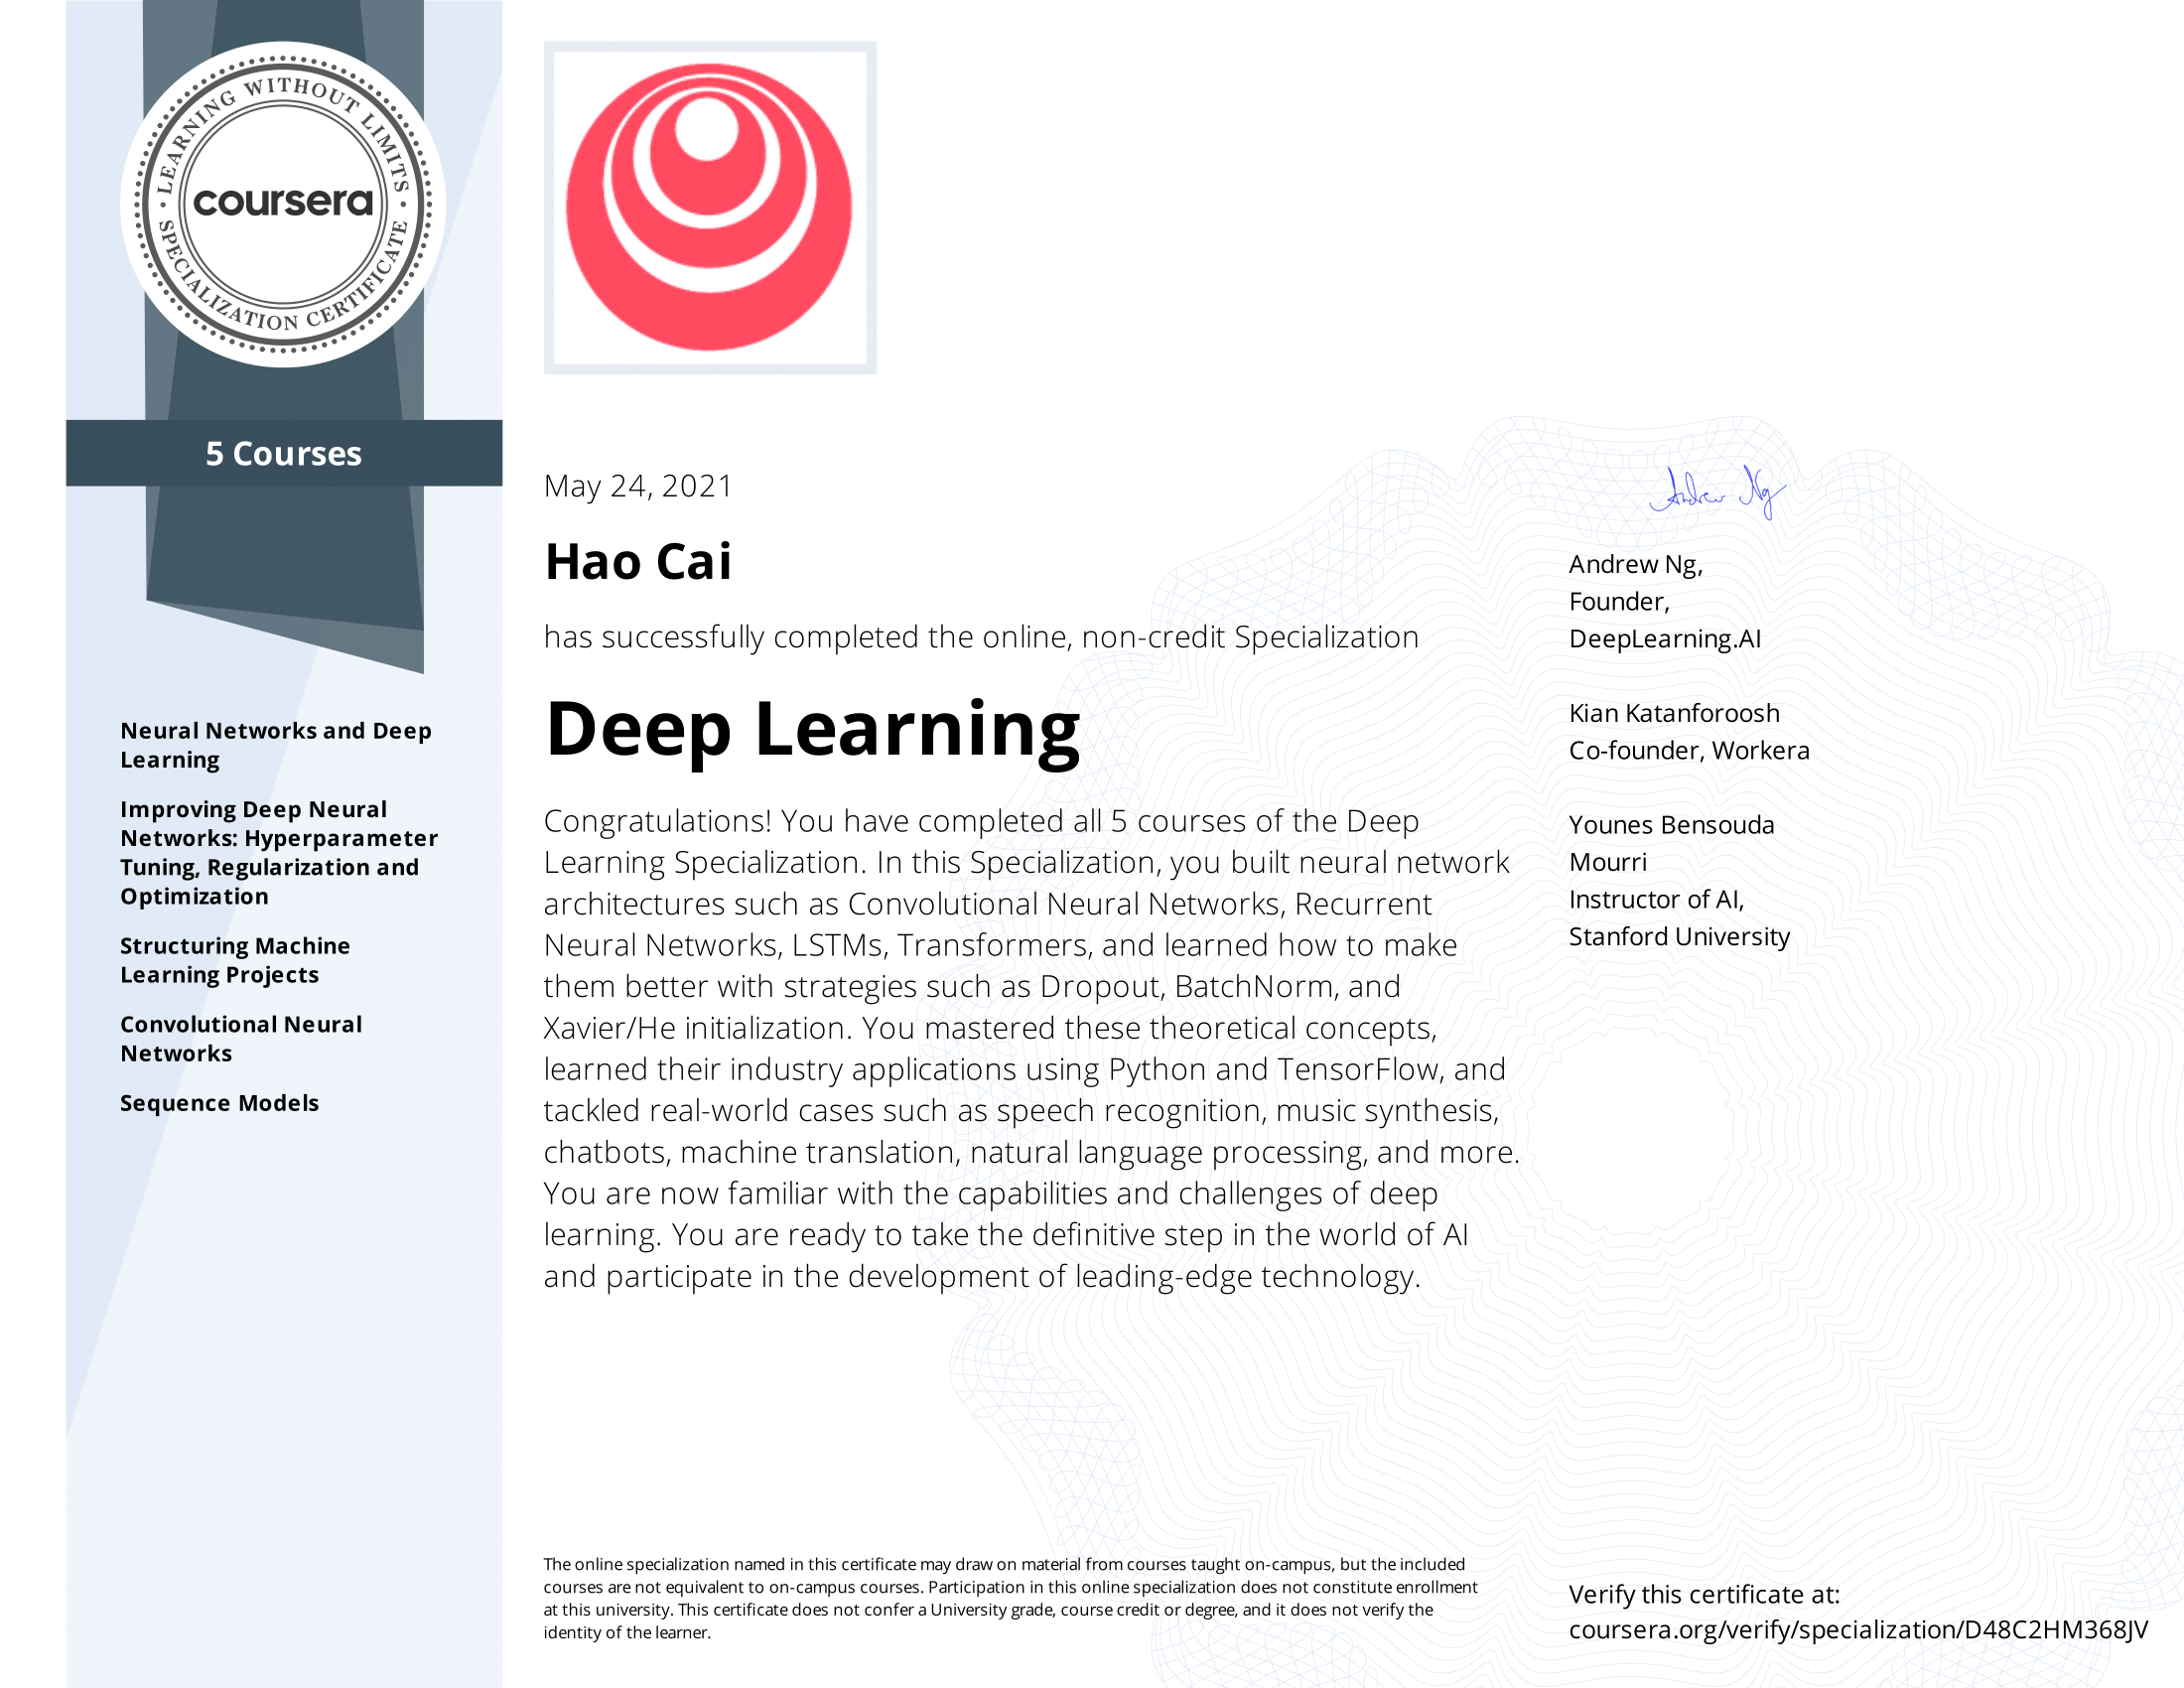 LEARNING WITHOUT LIMITS
coursera
SPECIALIZATION CERTIFICATE
5 Courses
Neural Networks and Deep
Learning
Improving Deep Neural
Networks: Hyperparameter
Tuning, Regularization and
Optimization
Structuring Machine
Learning Projects
Convolutional Neural
Networks
Sequence Models
May 24, 2021
Hao Cai
has successfully completed the online, non-credit Specialization
Deep Learning
Congratulations! You have completed all 5 courses of the Deep
Learning Specialization. In this Specialization, you built neural network
architectures such as Convolutional Neural Networks, Recurrent
Neural Networks, LSTMs, Transformers, and learned how to make
them better with strategies such as Dropout, BatchNorm, and
Xavier/He initialization. You mastered these theoretical concepts,
learned their industry applications using Python and TensorFlow, and
tackled real-world cases such as speech recognition, music synthesis,
chatbots, machine translation, natural language processing, and more.
You are now familiar with the capabilities and challenges of deep
learning. You are ready to take the definitive step in the world of AI
and participate in the development of leading-edge technology.
Andrew Ng
Andrew Ng,
Founder,
DeepLearning.AI
Kian Katanforoosh
Co-founder, Workera
Younes Bensouda
Mourri
Instructor of AI,
Stanford University
The online specialization named in this certificate may draw on material from courses taught on-campus, but the included
courses are not equivalent to on-campus courses. Participation in this online specialization does not constitute enrollment
at this university. This certificate does not confer a University grade, course credit or degree, and it does not verify the
identity of the learner.
Verify this certificate at:
coursera.org/verify/specialization/D48C2HM368JV